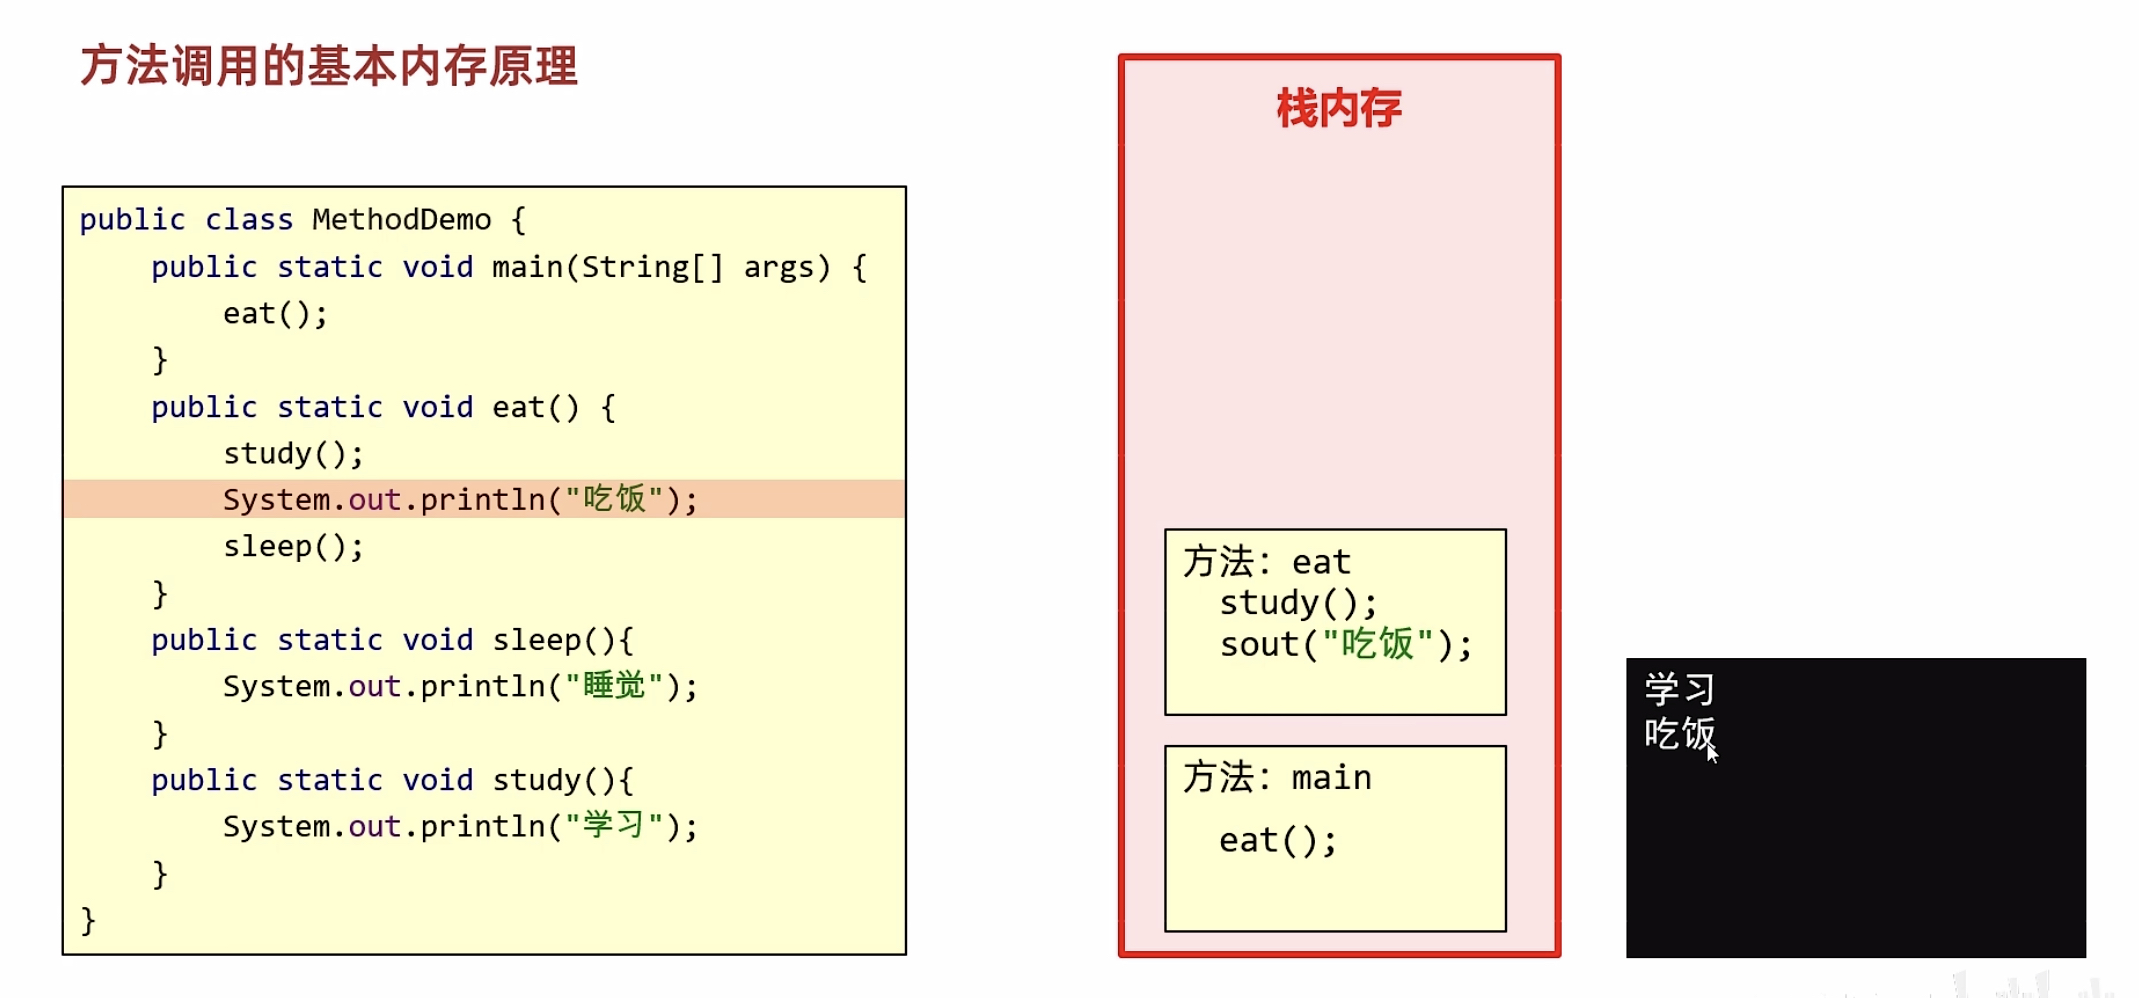 方法调用的基本内存原理
public class MethodDemo {
    public static void main(String[] args) {
        eat();
    }
    public static void eat() {
        study();
        System.out.println("吃饭");
        sleep();
    }
    public static void sleep(){
        System.out.println("睡觉");
    }
    public static void study(){
        System.out.println("学习");
    }
}
栈内存
方法：eat
study();
sout("吃饭");
方法：main
eat();
学习
吃饭